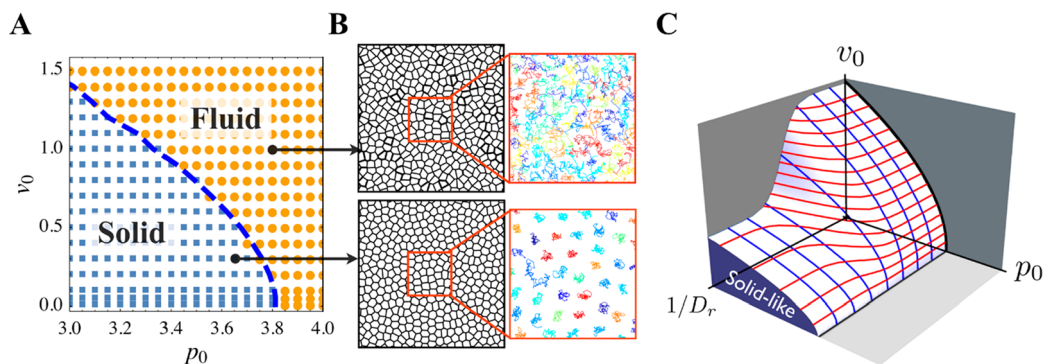 A
B
C
1.5
1.0
0.5
0.0
v₀
Fluid
Solid
3.0 3.2 3.4 3.6 3.8 4.0
p₀
v₀
p₀
1/Dᵣ
Solid-like